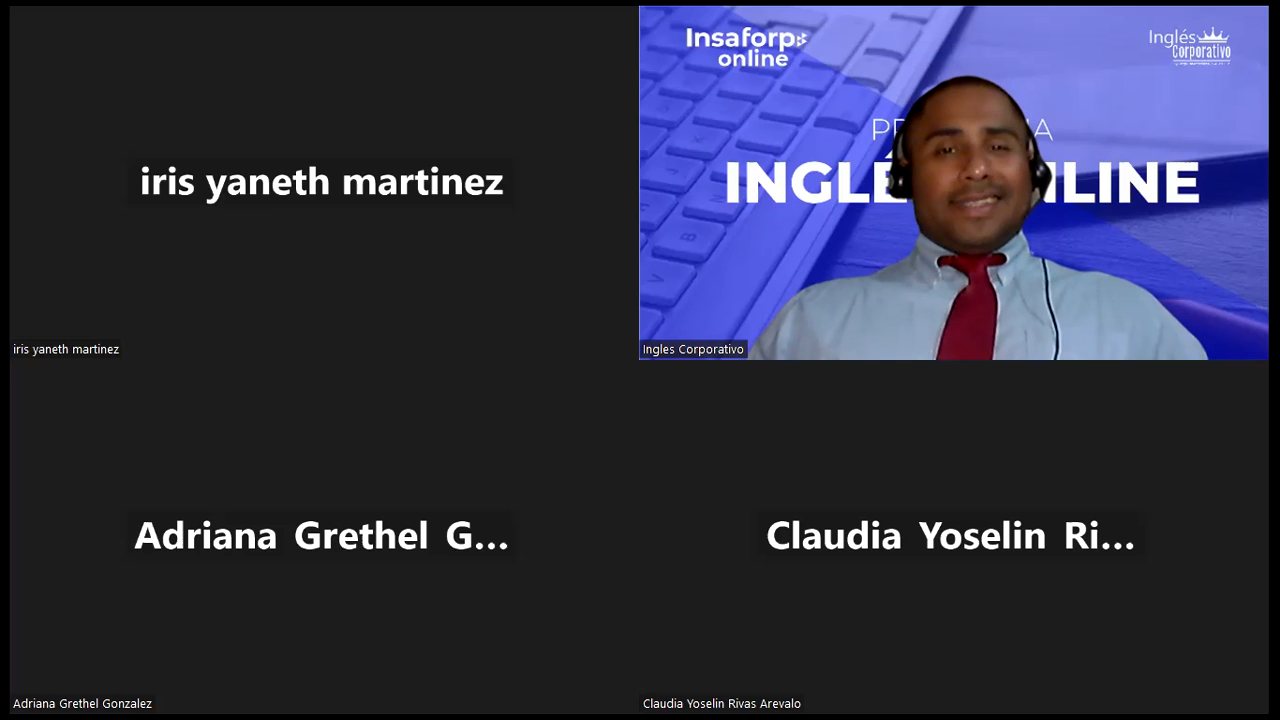 iris yaneth martinez
iris yaneth martinez
Insaforp
online
Inglés
Corporativo
INGLÉ
NLINE
Ingles Corporativo
Adriana Grethel G...
Adriana Grethel Gonzalez
Claudia Yoselin Ri...
Claudia Yoselin Rivas Arevalo